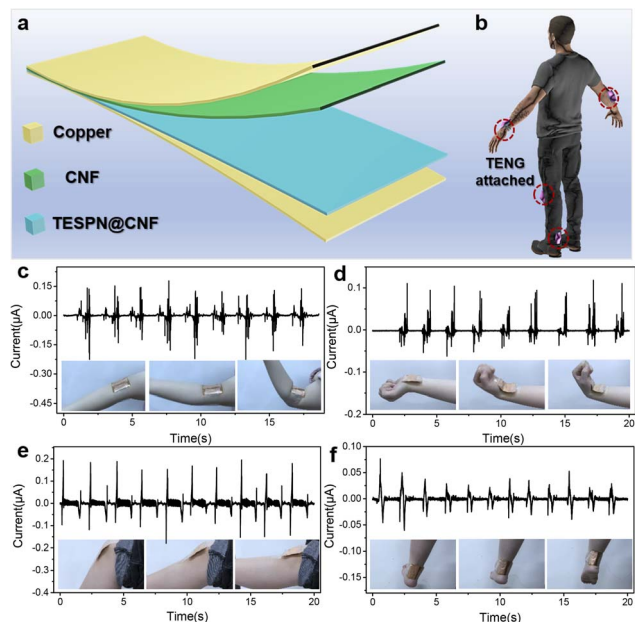 a
Copper
CNF
TESPN@CNF
b
TENG
attached
c
Current(μA)
0.15
0.00
-0.15
-0.30
-0.45
0
5
10
15
Time(s)
d
Current(μA)
0.1
0.0
-0.1
-0.2
0
5
10
15
20
Time(s)
e
Current(μA)
0.2
0.1
0.0
-0.1
-0.2
-0.3
-0.4
0
5
10
15
20
Time(s)
f
Current(μA)
0.10
0.05
0.00
-0.05
-0.10
-0.15
0
5
10
15
20
Time(s)